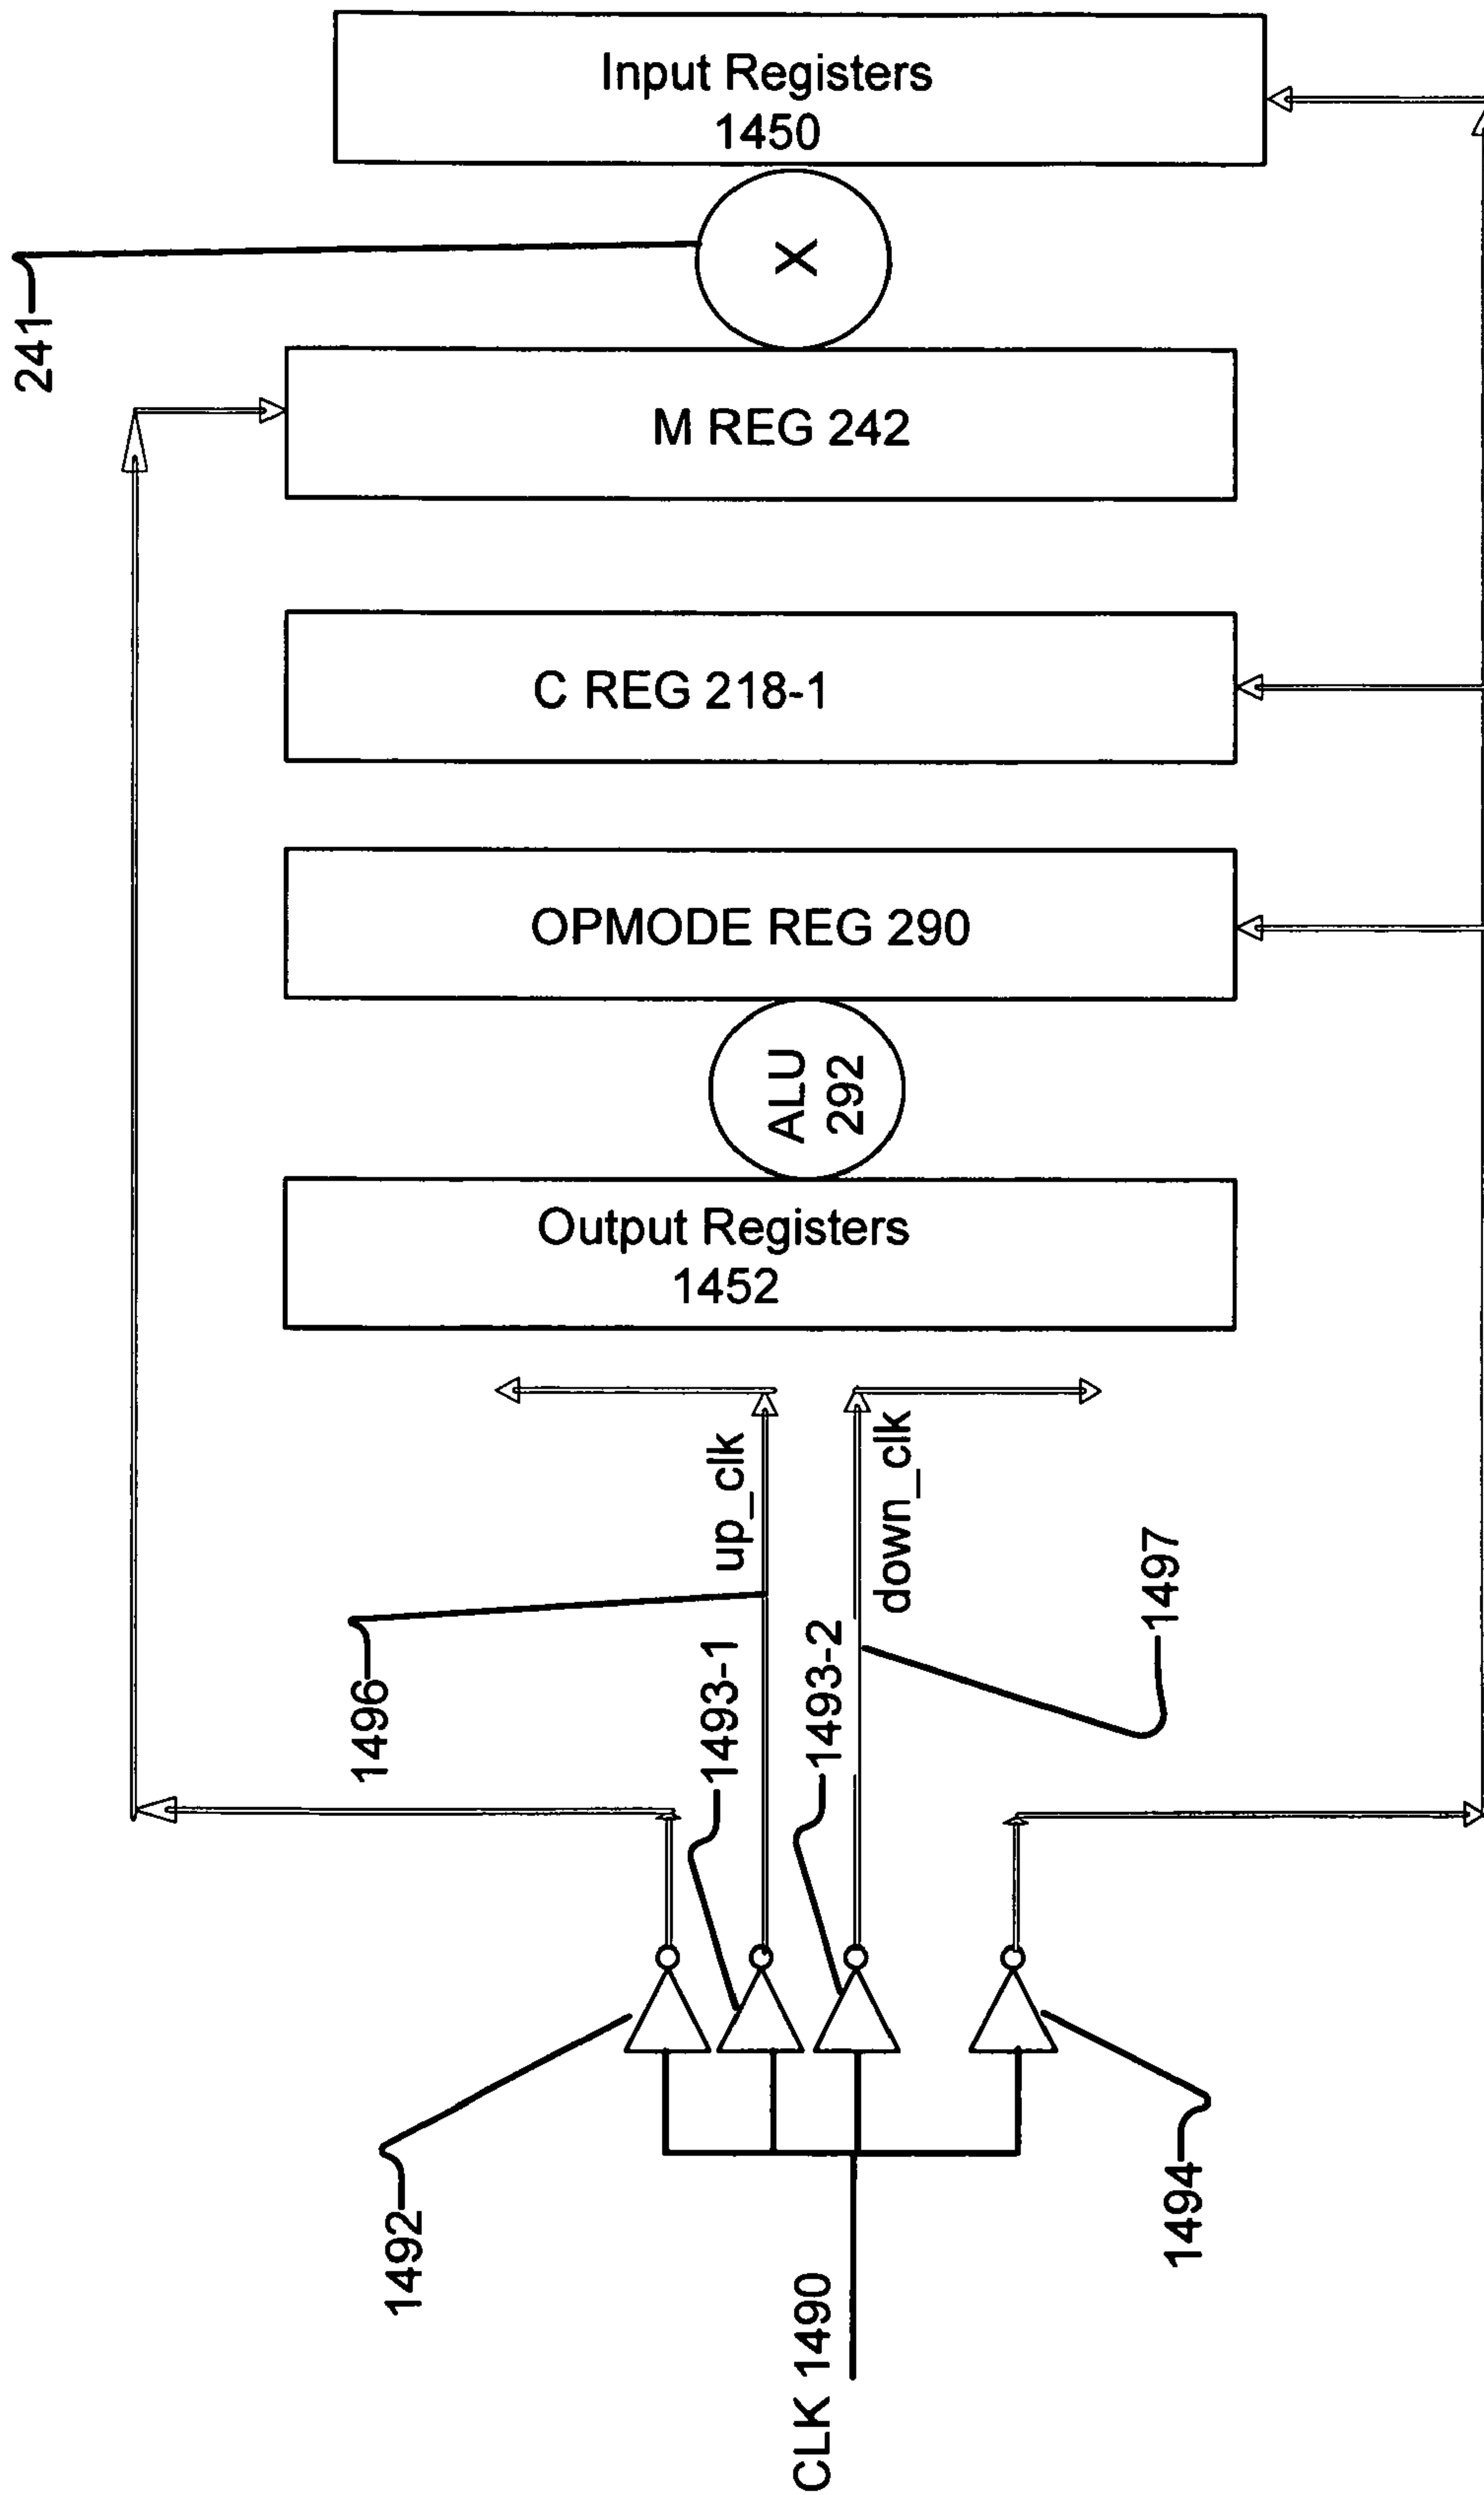 Input Registers
1450
X
241
M REG 242
C REG 218-1
OPMODE REG 290
ALU
292
Output Registers
1452
up_clk
down_clk
1496
1493-1
1493-2
1497
1492
1494
CLK 1490